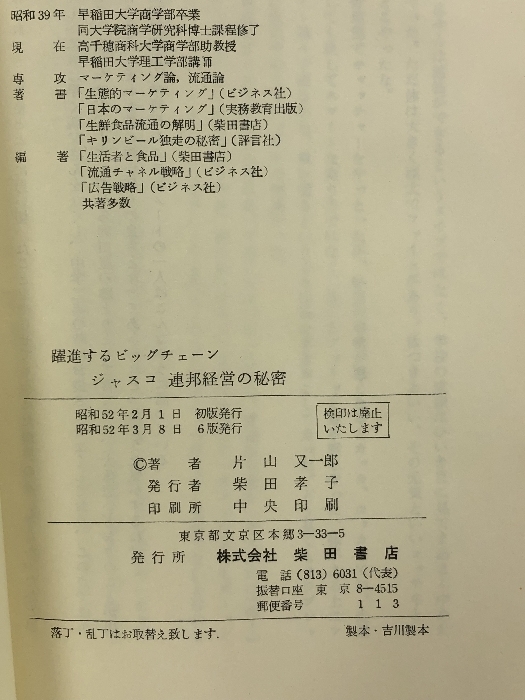 昭和39年 早稲田大学商学部卒業
同大学院商学研究科博士課程修了
現在 高千穂商科大学商学部助教授
早稲田大学理工学部講師
専攻 マーケティング論，流通論
著書 「生態的マーケティング」（ビジネス社）
「日本のマーケティング」（実務教育出版）
「生鮮食品流通の解明」（柴田書店）
「キリンビール独走の秘密」（評言社）
編著 「生活者と食品」（柴田書店）
「流通チャネル戦略」（ビジネス社）
「広告戦略」（ビジネス社）
共著多数
躍進するビッグチェーン
ジャスコ 連邦経営の秘密
昭和52年2月1日 初版発行
昭和52年3月8日 6版発行
検印は廃止
いたします
©著者 片山又一郎
発行者 柴田孝子
印刷所 中央印刷
東京都文京区本郷3―33―5
発行所 株式会社 柴田書店
電話 (813) 6031 (代表)
振替口座 東京 8―4515
郵便番号 113
落丁・乱丁はお取替え致します．
製本・吉川製本